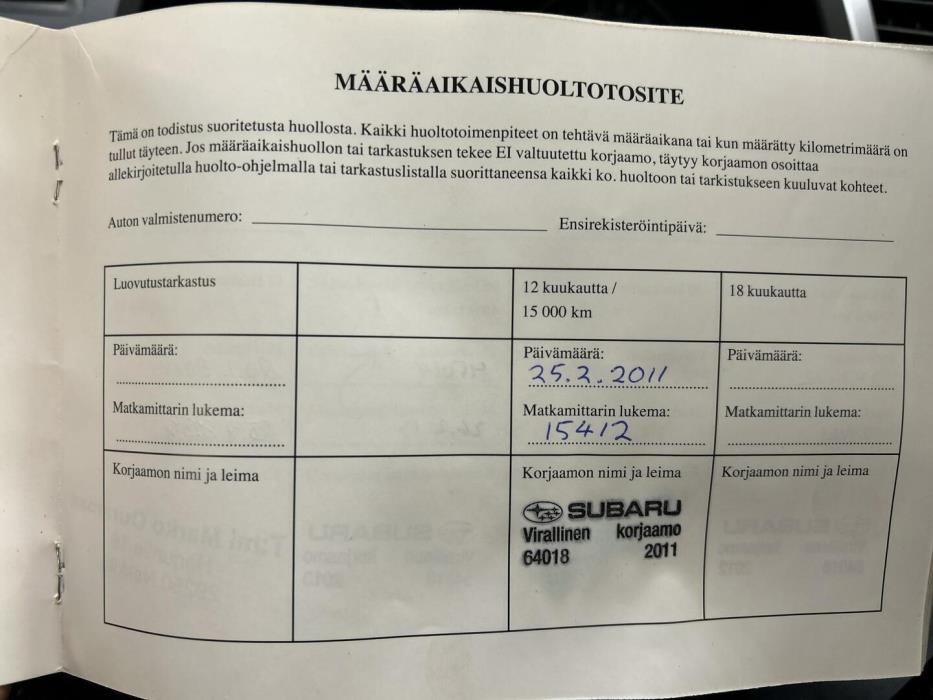 MÄÄRÄAIKAISHUOLTOTOSITE
Tämä on todistus suoritetusta huollosta. Kaikki huoltotoimenpiteet on tehtävä määräaikana tai kun määrätty kilometrimäärä on
tullut täyteen. Jos määräaikaishuollon tai tarkastuksen tekee EI valtuutettu korjaamo, täytyy korjaamon osoittaa
allekirjoitetulla huolto-ohjelmalla tai tarkastuslistalla suorittaneensa kaikki ko. huoltoon tai tarkistukseen kuuluvat kohteet.
Auton valmistenumero: Ensirekisteröintipäivä:
Luovutustarkastus
12 kuukautta /
15 000 km
18 kuukautta
Päivämäärä:
Päivämäärä:
25.2.2011
Päivämäärä:
Matkamittarin lukema:
Matkamittarin lukema:
15412
Matkamittarin lukema:
Korjaamon nimi ja leima
Korjaamon nimi ja leima
SUBARU
Virallinen korjaamo
64018 2011
Korjaamon nimi ja leima